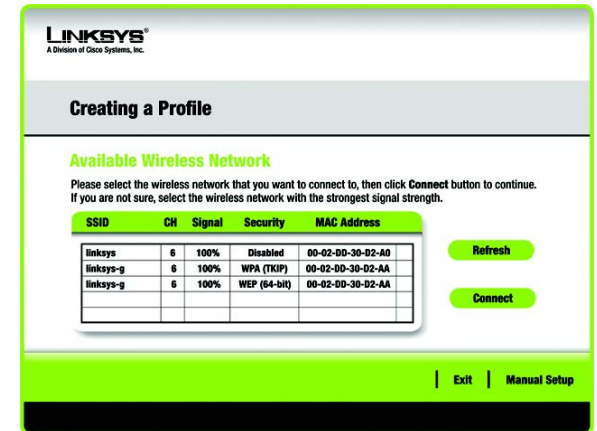 LINKSYS®
A Division of Cisco Systems, Inc.
Creating a Profile
Available Wireless Network
Please select the wireless network that you want to connect to, then click Connect button to continue.
If you are not sure, select the wireless network with the strongest signal strength.
SSID CH Signal Security MAC Address
linksys 6 100% Disabled 00-02-DD-30-D2-A0
linksys-g 6 100% WPA (TKIP) 00-02-DD-30-D2-AA
linksys-g 6 100% WEP (64-bit) 00-02-DD-30-D2-AA
Refresh
Connect
Exit Manual Setup